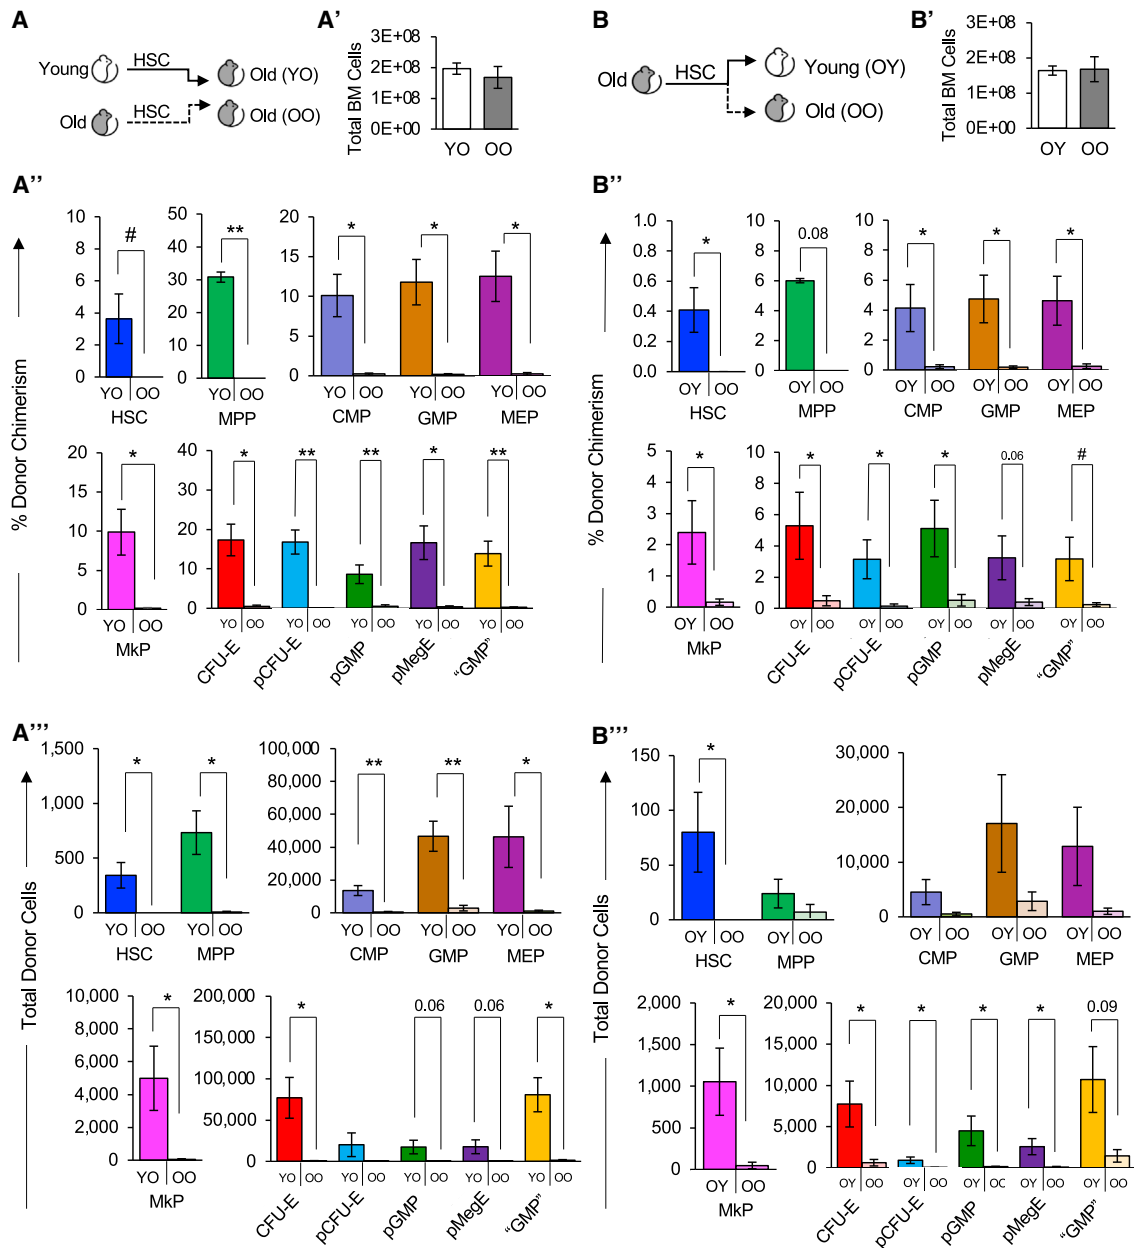 A
A'
B
B'
Young
HSC
Old (YO)
Old
HSC
Old (OO)
Total BM Cells
3E+08
2E+08
1E+08
0E+00
YO
OO
Old
HSC
Young (OY)
Old (OO)
Total BM Cells
3E+08
2E+08
1E+08
0E+00
OY
OO
A''
% Donor Chimerism
10
8
6
4
2
0
#
YO OO
HSC
50
40
30
20
10
0
**
YO OO
MPP
20
15
10
5
0
* * *
YO OO YO OO YO OO
CMP GMP MEP
20
10
0
*
YO OO
MkP
40
30
20
10
0
* ** ** * **
YO OO YO OO YO OO YO OO YO OO
CFU-E pCFU-E pGMP pMegE “GMP”
B''
% Donor Chimerism
1.0
0.8
0.6
0.4
0.2
0.0
*
OY OO
HSC
10
8
6
4
2
0
0.08
OY OO
MPP
10
8
6
4
2
0
* * *
OY OO OY OO OY OO
CMP GMP MEP
5
4
3
2
1
0
*
OY OO
MkP
10
8
6
4
2
0
* * * 0.06 #
OY OO OY OO OY OO OY OO OY OO
CFU-E pCFU-E pGMP pMegE “GMP”
A'''
Total Donor Cells
1,500
1,000
500
0
* *
YO OO YO OO
HSC MPP
100,000
80,000
60,000
40,000
20,000
0
** ** *
YO OO YO OO YO OO
CMP GMP MEP
10,000
8,000
6,000
4,000
2,000
0
*
YO OO
MkP
200,000
150,000
100,000
50,000
0
* 0.06 0.06 *
YO OO YO OO YO OO YO OO YO OO
CFU-E pCFU-E pGMP pMegE “GMP”
B'''
Total Donor Cells
150
100
50
0
*
OY OO OY OO
HSC MPP
30,000
20,000
10,000
0
OY OO OY OO OY OO
CMP GMP MEP
2,000
1,500
1,000
500
0
*
OY OO
MkP
20,000
15,000
10,000
5,000
0
* * * * 0.09
OY OO OY OO OY OC OY OO OY OO
CFU-E pCFU-E pGMP pMegE “GMP”